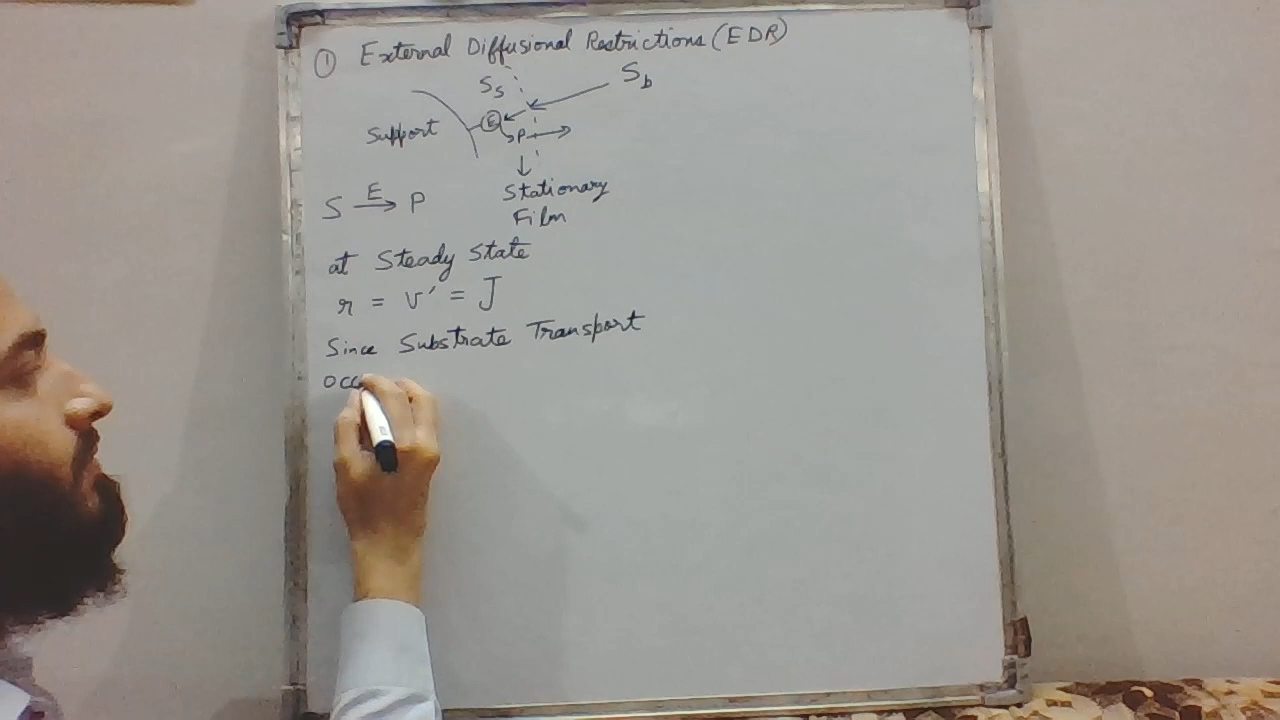 ① External Diffusional Restrictions (EDR)
Ss Sb
Support E P
Stationary
Film
S E→ P
at Steady State
r = v' = J
Since Substrate Transport
occ